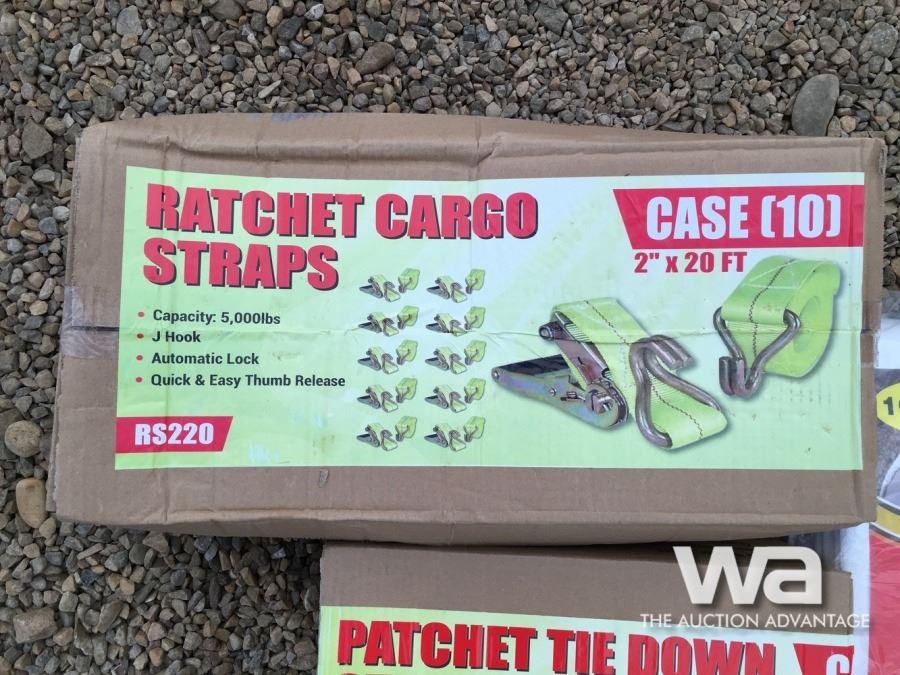 RATCHET CARGO
STRAPS
CASE (10)
2" x 20 FT
• Capacity: 5,000lbs
• J Hook
• Automatic Lock
• Quick & Easy Thumb Release
RS220
wa
THE AUCTION ADVANTAGE
PATCHET TIE DOWN